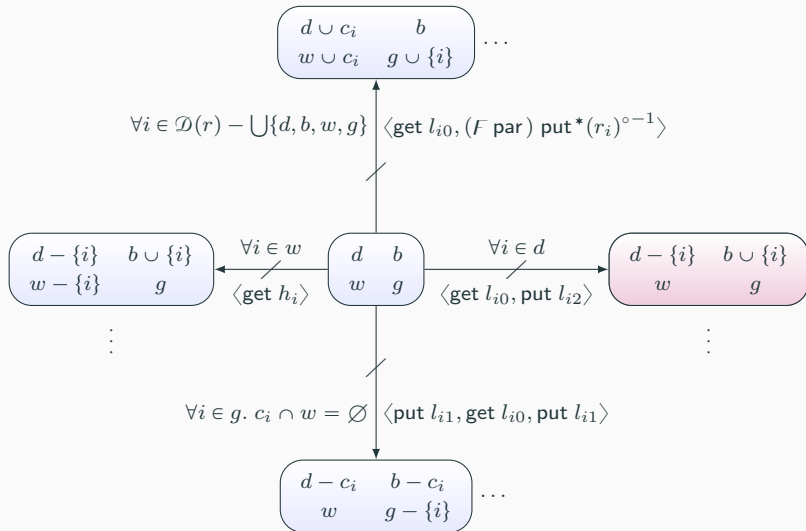 d ∪ c_i b
w ∪ c_i g ∪ {i}
…
∀i ∈ 𝒟(r) − ⋃{d, b, w, g} ⟨get l_{i0}, (F par) put*(r_i)^{∘−1}⟩
d − {i} b ∪ {i}
w − {i} g
⋮
∀i ∈ w
⟨get h_i⟩
d b
w g
∀i ∈ d
⟨get l_{i0}, put l_{i2}⟩
d − {i} b ∪ {i}
w g
⋮
∀i ∈ g. c_i ∩ w = ∅ ⟨put l_{i1}, get l_{i0}, put l_{i1}⟩
d − c_i b − c_i
w g − {i}
…